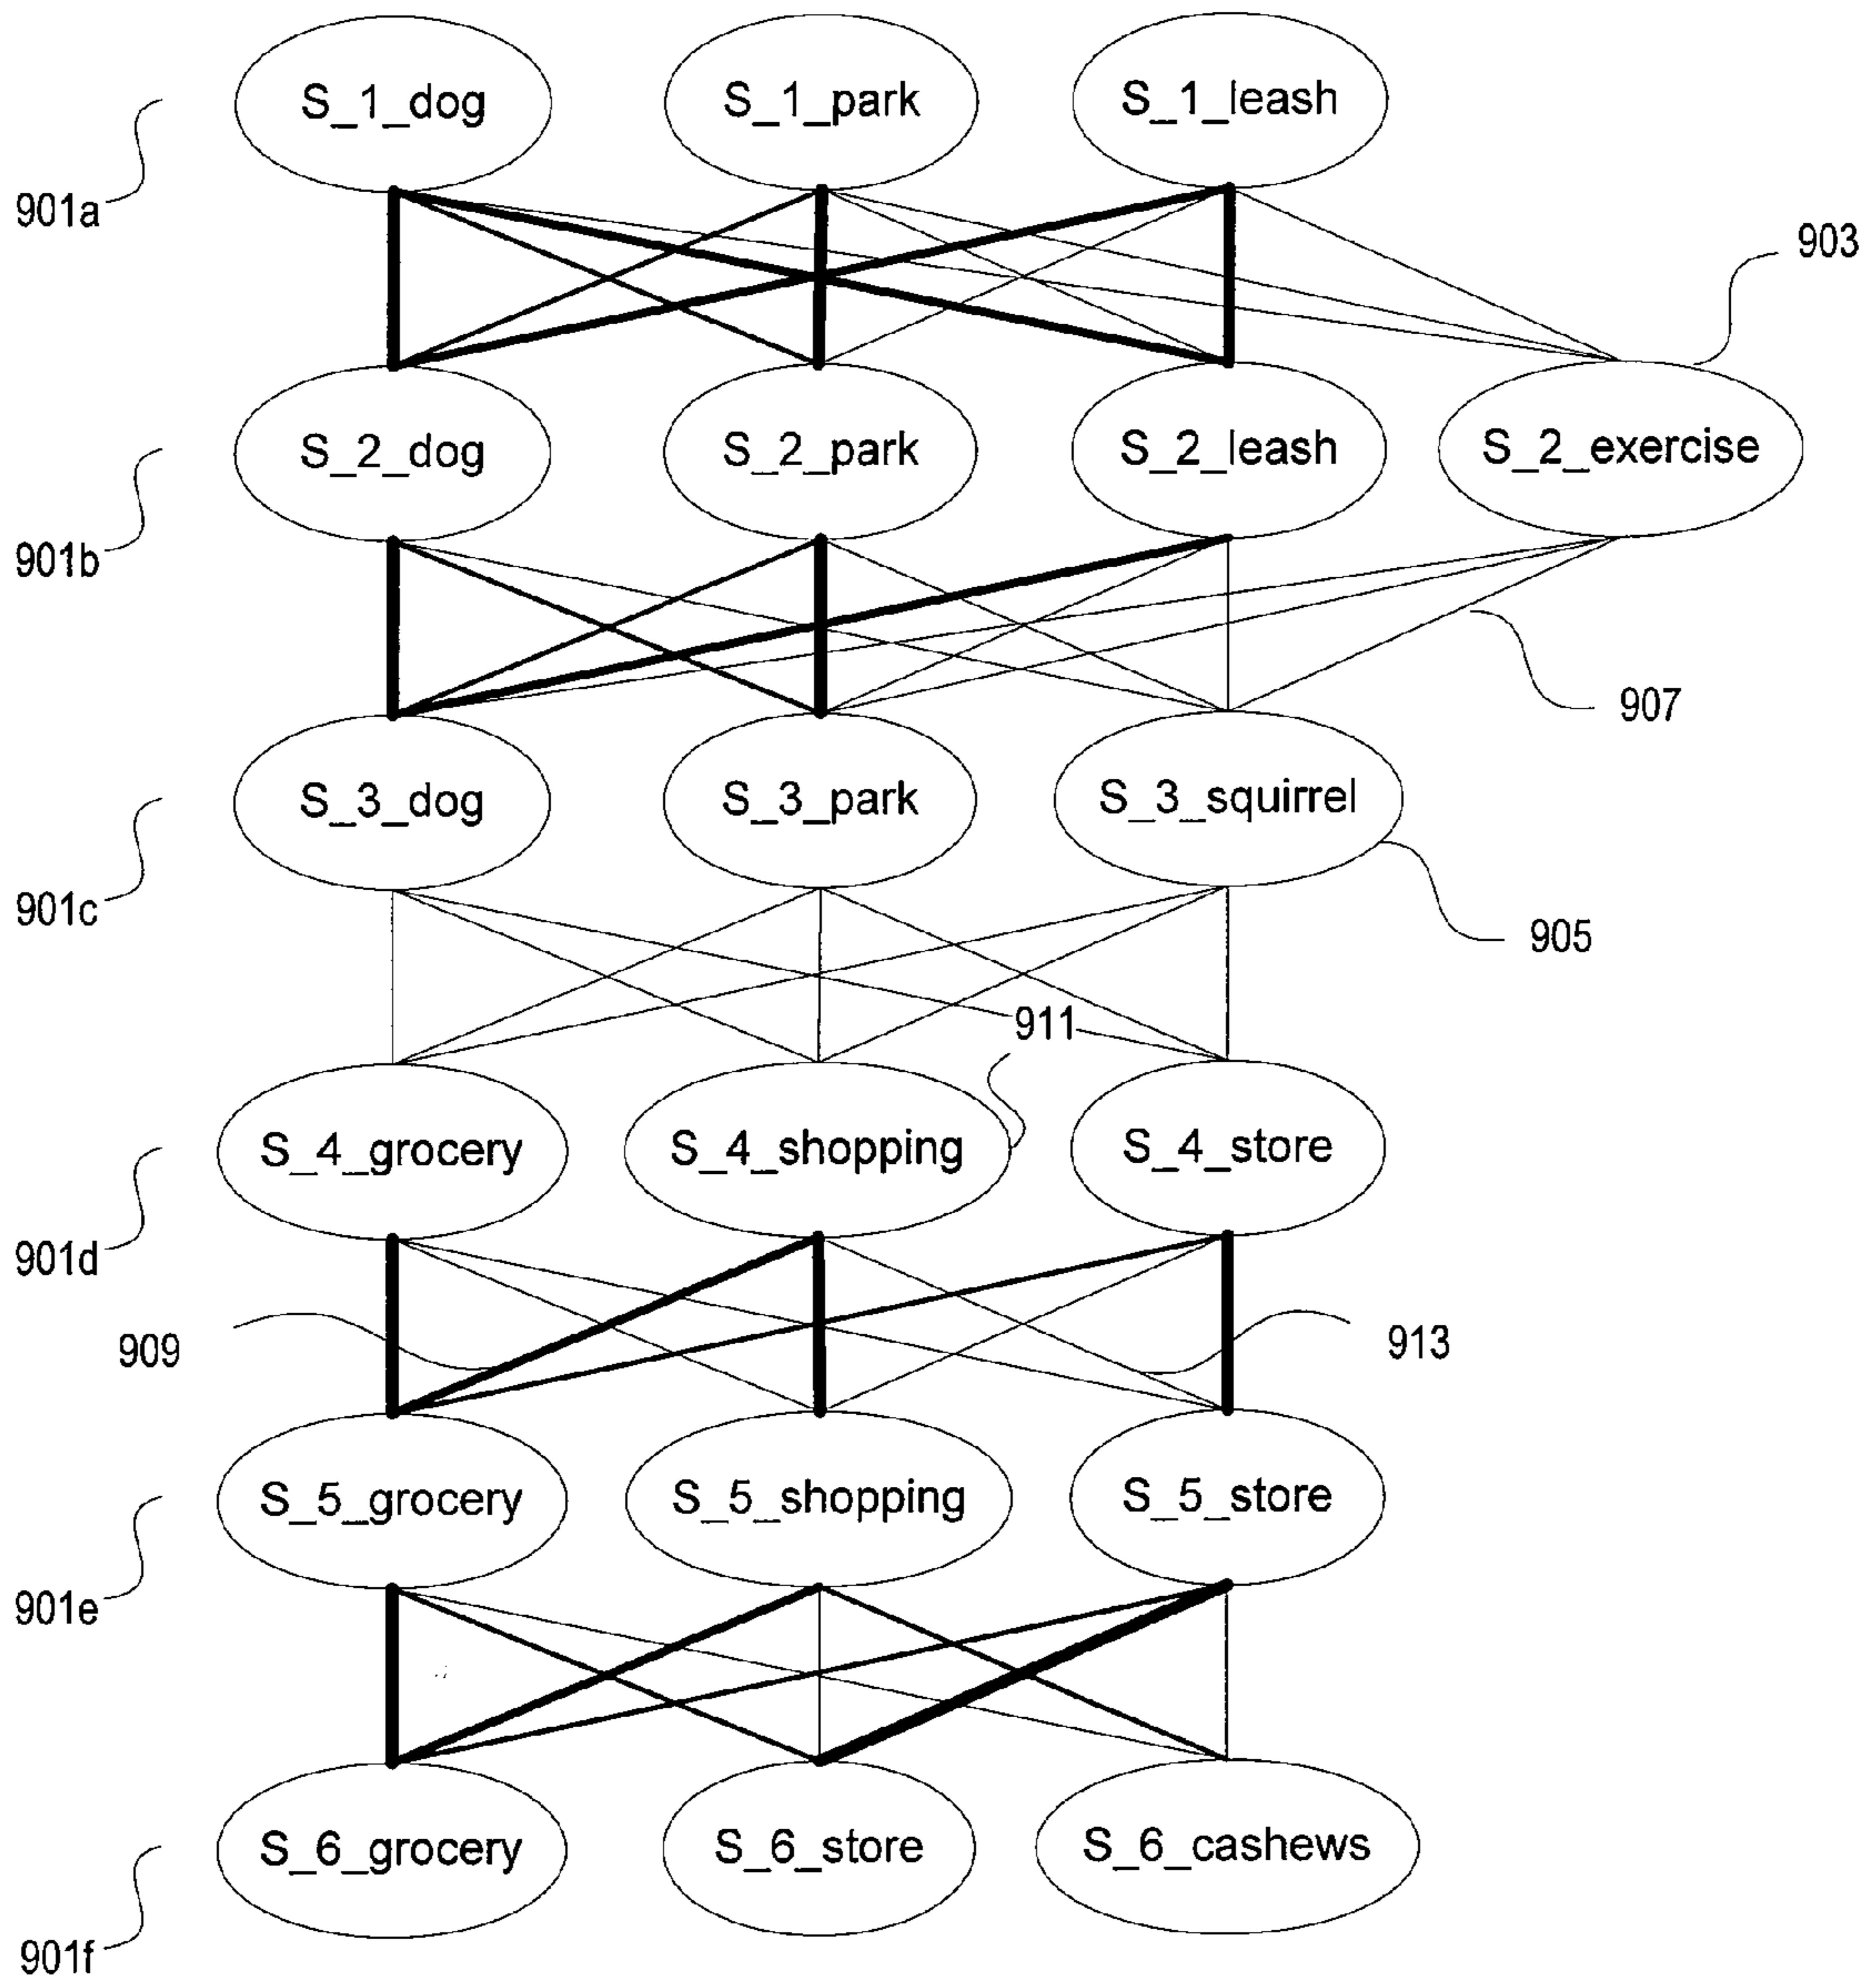 S_1_dog
S_1_park
S_1_leash
901a
903
S_2_dog
S_2_park
S_2_leash
S_2_exercise
901b
907
S_3_dog
S_3_park
S_3_squirrel
901c
905
911
S_4_grocery
S_4_shopping
S_4_store
901d
909
913
S_5_grocery
S_5_shopping
S_5_store
901e
S_6_grocery
S_6_store
S_6_cashews
901f